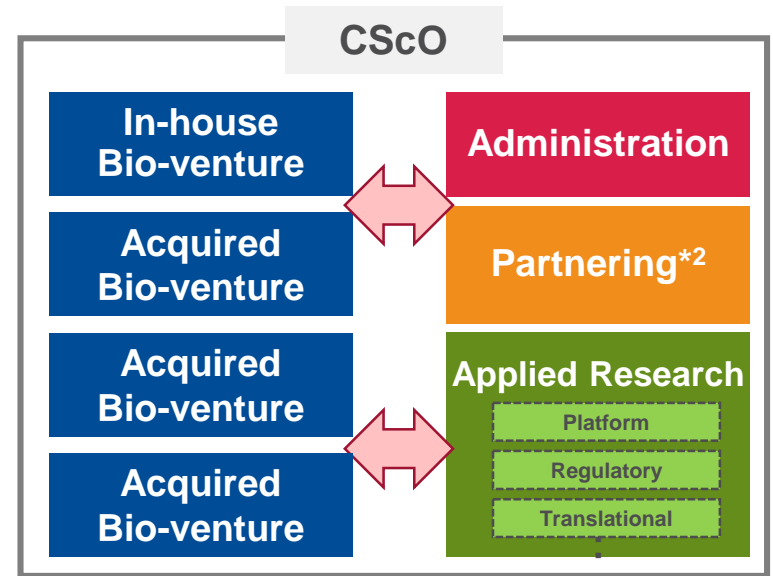 CScO
In-house
Bio-venture
Acquired
Bio-venture
Acquired
Bio-venture
Acquired
Bio-venture
Administration
Partnering*2
Applied Research
Platform
Regulatory
Translational